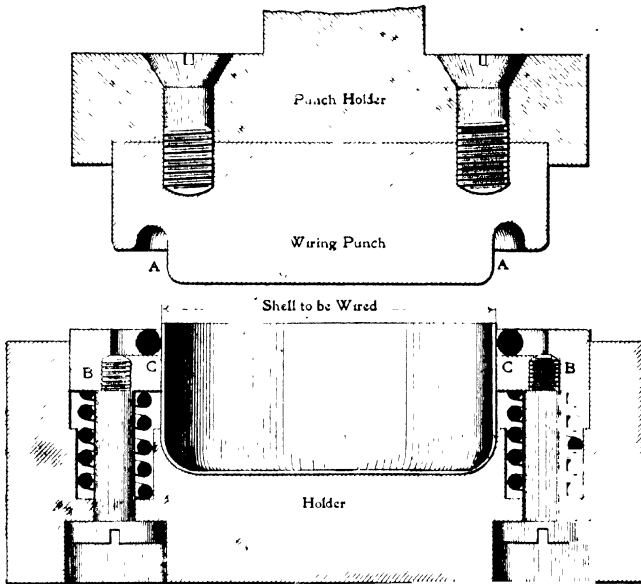 Punch Holder
Wiring Punch
A A
Shell to be Wired
B C C B
Holder